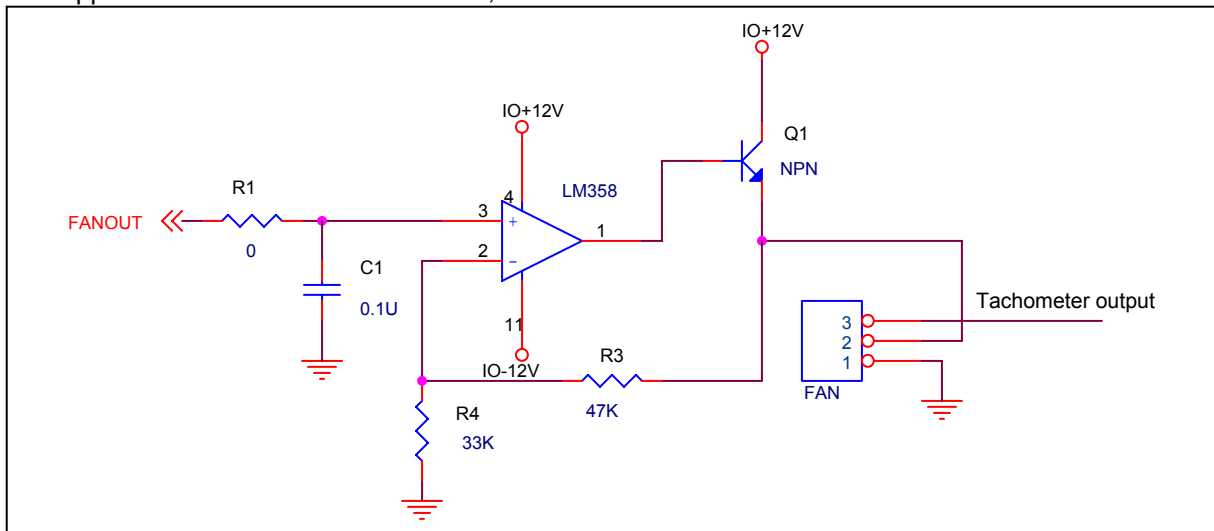 IO+12V
Q1
NPN
IO+12V
4
LM358
R1
FANOUT
0
3
+
1
2
−
C1
0.1U
11
IO-12V
R3
47K
R4
33K
3
2
1
Tachometer output
FAN